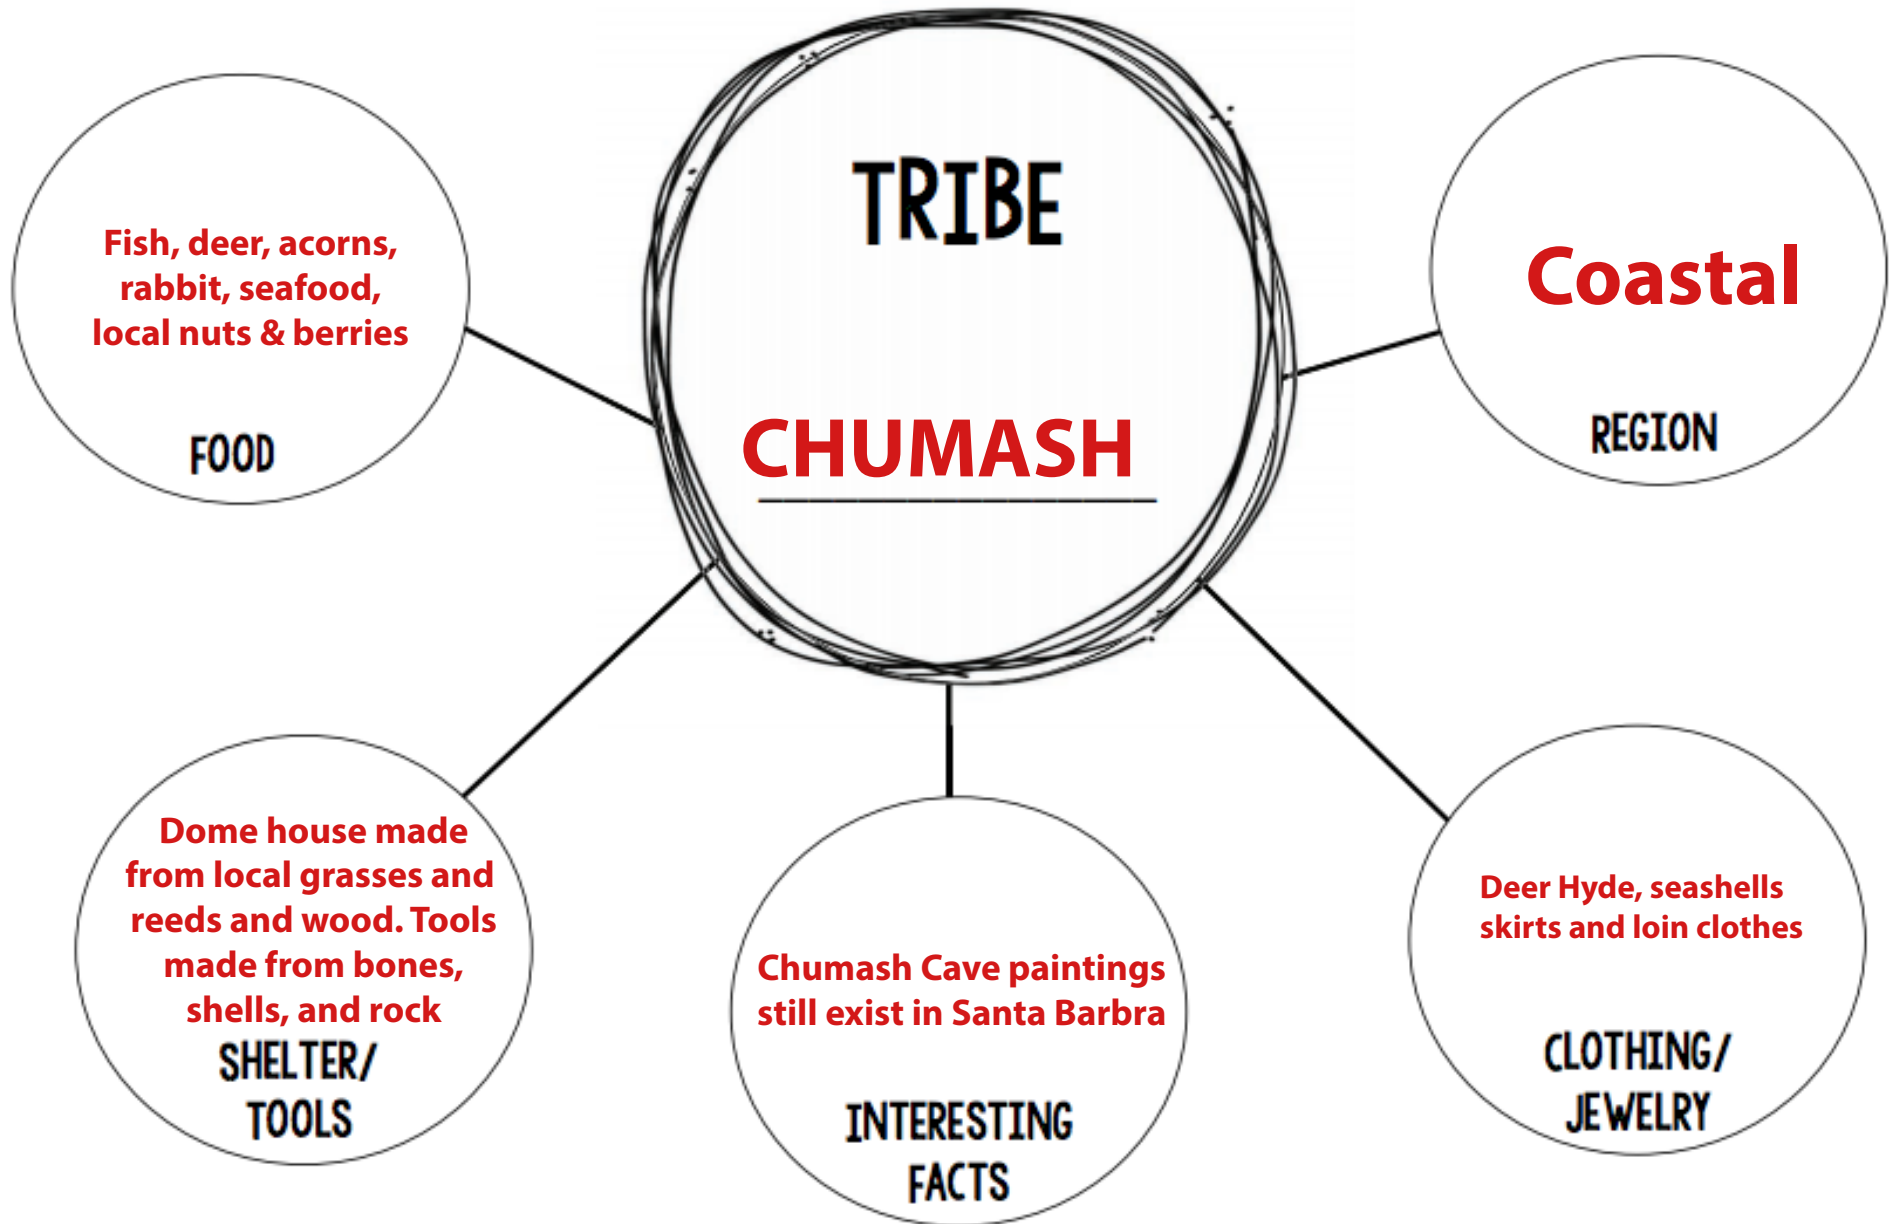 TRIBE
CHUMASH
Fish, deer, acorns,
rabbit, seafood,
local nuts & berries
FOOD
Coastal
REGION
Dome house made
from local grasses and
reeds and wood. Tools
made from bones,
shells, and rock
SHELTER/
TOOLS
Chumash Cave paintings
still exist in Santa Barbra
INTERESTING
FACTS
Deer Hyde, seashells
skirts and loin clothes
CLOTHING/
JEWELRY